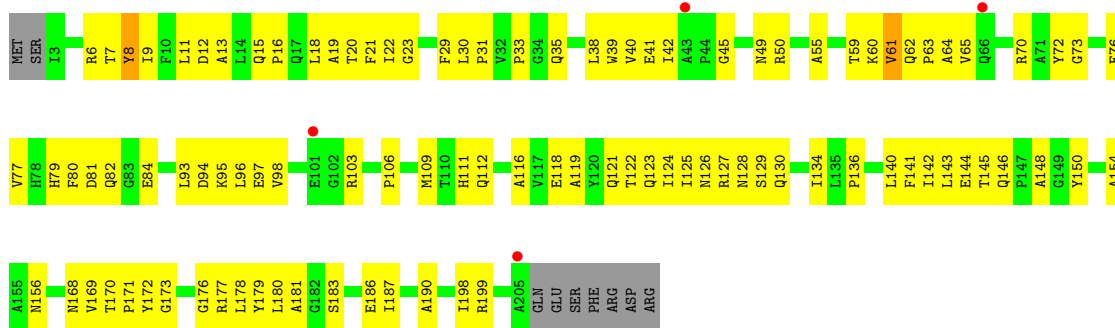 MET SER I3 R6 T7 Y8 I9 F10 L11 D12 A13 L14 Q15 P16 Q17 L18 A19 T20 F21 I22 G23 F29 L30 P31 V32 P33 G34 Q35 L38 W39 V40 E41 I42 A43 P44 G45 N49 R50 A55 T59 K60 V61 Q62 P63 A64 V65 Q66 R70 A71 Y72 G73
V77 H78 H79 F80 D81 Q82 G83 E84 L93 D94 K95 L96 E97 V98 E101 G102 R103 P106 M109 T110 H111 Q112 A116 V117 E118 A119 Y120 Q121 T122 Q123 I124 I125 N126 R127 N128 S129 Q130 I134 L135 P136 L140 F141 I142 L143 E144 T145 Q146 P147 A148 G149 Y150 A154
A155 N156 N168 V169 T170 P171 Y172 G173 G176 R177 L178 Y179 L180 A181 G182 S183 E186 I187 A190 I198 R199 A205 GLN GLU SER PHE ARG ASP ARG